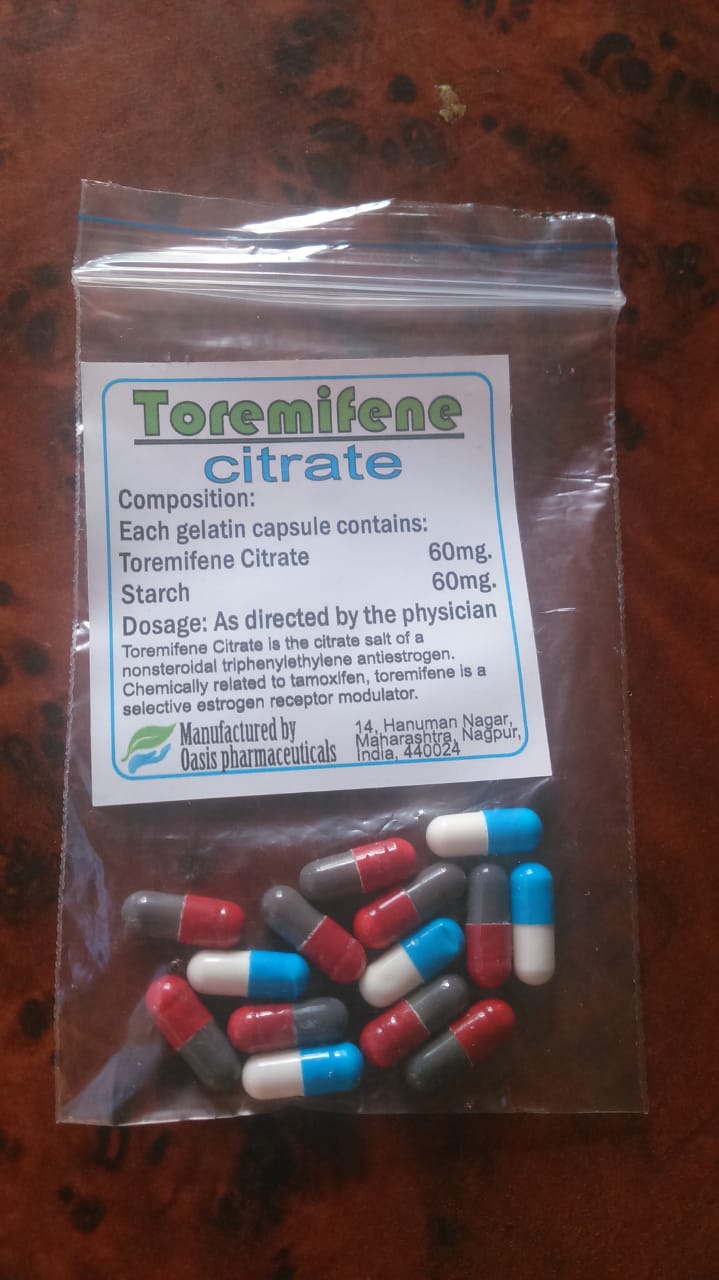 Toremifene
citrate
Composition:
Each gelatin capsule contains:
Toremifene Citrate 60mg.
Starch 60mg.
Dosage: As directed by the physician
Toremifene Citrate is the citrate salt of a
nonsteroidal triphenylethylene antiestrogen.
Chemically related to tamoxifen, toremifene is a
selective estrogen receptor modulator.
Manufactured by
Oasis pharmaceuticals
14, Hanuman Nagar,
Maharashtra, Nagpur,
India, 440024